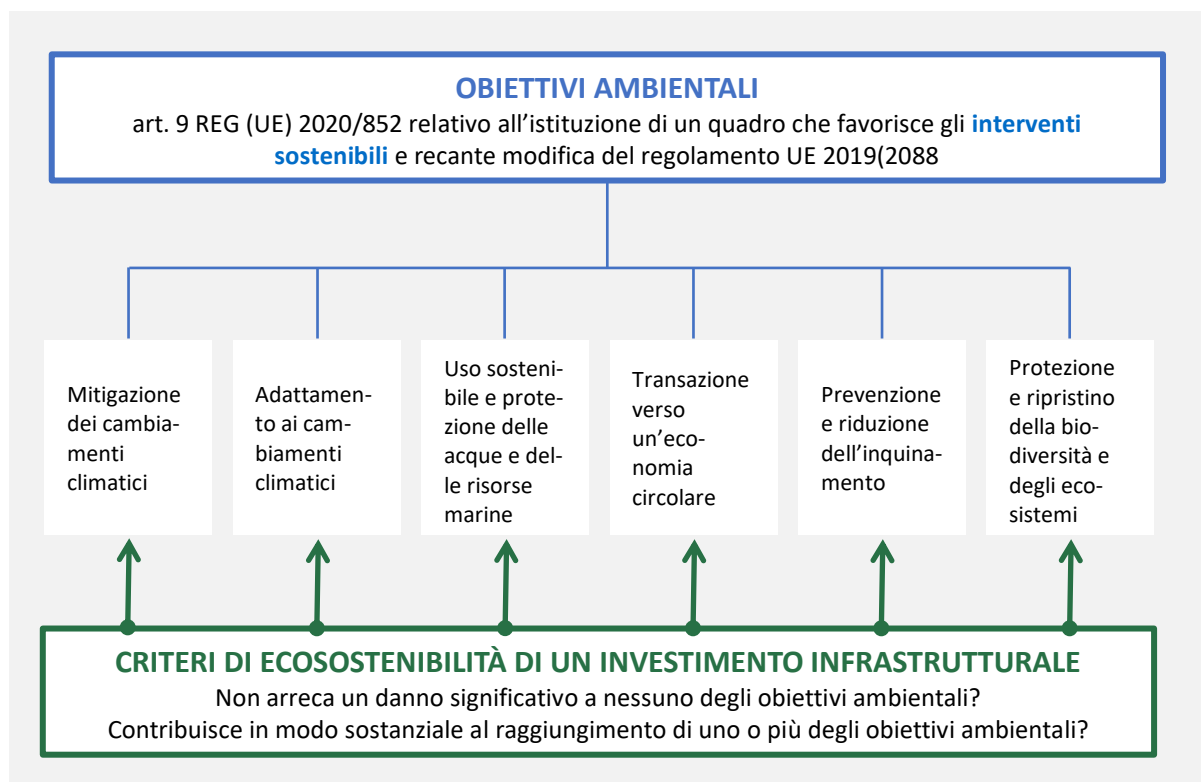 OBIETTIVI AMBIENTALI
art. 9 REG (UE) 2020/852 relativo all'istituzione di un quadro che favorisce gli interventi
sostenibili e recante modifica del regolamento UE 2019(2088
Mitigazione
dei cambia-
menti
climatici
Adattamen-
to ai cam-
biamenti
climatici
Uso sosteni-
bile e prote-
zione delle
acque e del-
le risorse
marine
Transazione
verso
un'eco-
nomia
circolare
Prevenzione
e riduzione
dell'inquina-
mento
Protezione
e ripristino
della bio-
diversità e
degli eco-
sistemi
CRITERI DI ECOSOSTENIBILITÀ DI UN INVESTIMENTO INFRASTRUTTURALE
Non arreca un danno significativo a nessuno degli obiettivi ambientali?
Contribuisce in modo sostanziale al raggiungimento di uno o più degli obiettivi ambientali?